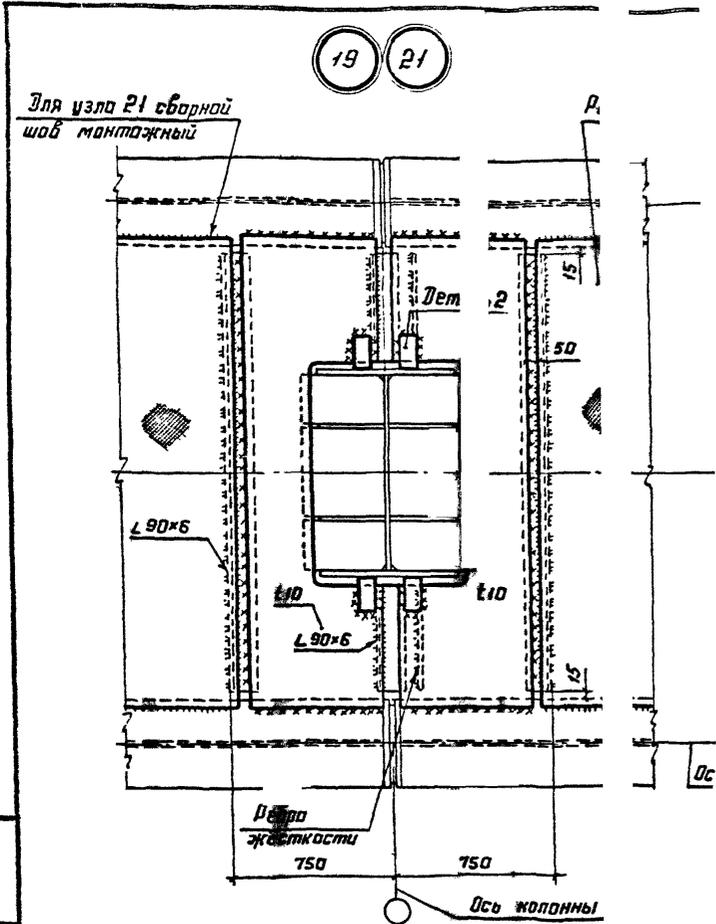 19 21
Для узла 21 сварной
шов монтажный
15
50
L 90×6
t10
t10
L 90×6
15
Ребро
жесткости
750
750
Ось колонны